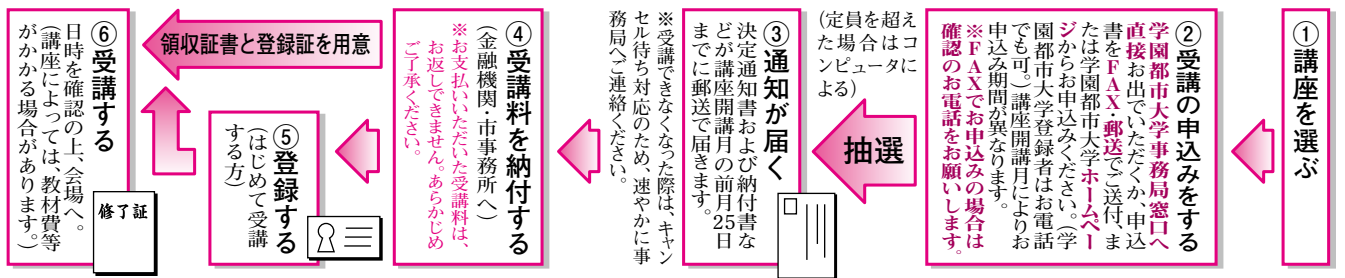 ①講座を選ぶ
②受講の申込みをする
学園都市大学事務局窓口へ
直接お出でいただくか、申込
書をFAX・郵送でご送付、ま
たは学園都市大学ホームペー
ジからお申込みください。(学
園都市大学登録者はお電話
でも可。)講座開講月によりお
申込み期間が異なります。
※FAXでお申込みの場合は
確認のお電話をお願いします。
抽選
(定員を超え
た場合はコ
ンピュータに
よる)
③通知が届く
決定通知書および納付書な
どが講座開講月の前月25日
までに郵送で届きます。
※受講できなくなった際は、キャン
セル待ち対応のため、速やかに事
務局へご連絡ください。
④受講料を納付する
(金融機関・市事務所へ)
※お支払いいただいた受講料は、
お返しできません。あらかじめ
ご了承ください。
⑤登録する
(はじめて受講
する方)
領収証書と登録証を用意
⑥受講する
日時を確認の上、会場へ。
(講座によっては、教材費等
がかかる場合があります。)
修了証